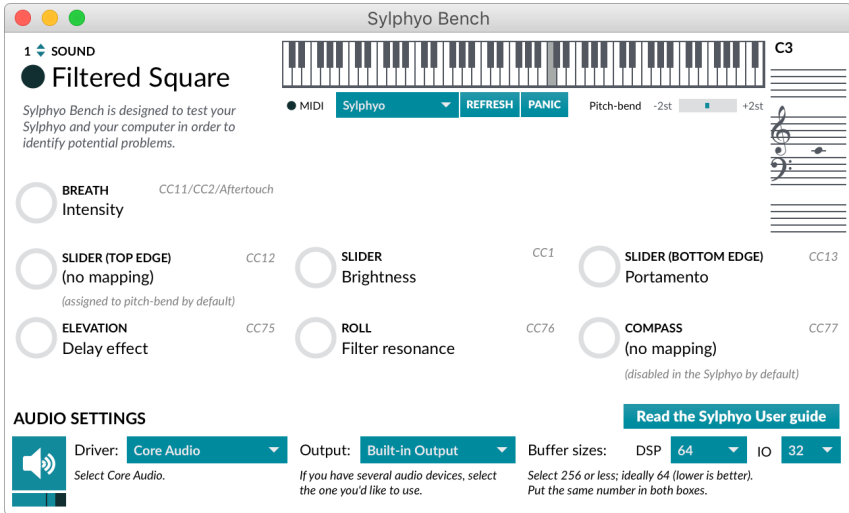 Sylphyo Bench
1 SOUND
Filtered Square
Sylphyo Bench is designed to test your
Sylphyo and your computer in order to
identify potential problems.
MIDI Sylphyo REFRESH PANIC Pitch-bend -2st +2st
C3
BREATH CC11/CC2/Aftertouch
Intensity
SLIDER (TOP EDGE) CC12
(no mapping)
(assigned to pitch-bend by default)
SLIDER CC1
Brightness
SLIDER (BOTTOM EDGE) CC13
Portamento
ELEVATION CC75
Delay effect
ROLL CC76
Filter resonance
COMPASS CC77
(no mapping)
(disabled in the Sylphyo by default)
AUDIO SETTINGS
Read the Sylphyo User guide
Driver: Core Audio
Select Core Audio.
Output: Built-in Output
If you have several audio devices, select
the one you'd like to use.
Buffer sizes: DSP 64 IO 32
Select 256 or less; ideally 64 (lower is better).
Put the same number in both boxes.